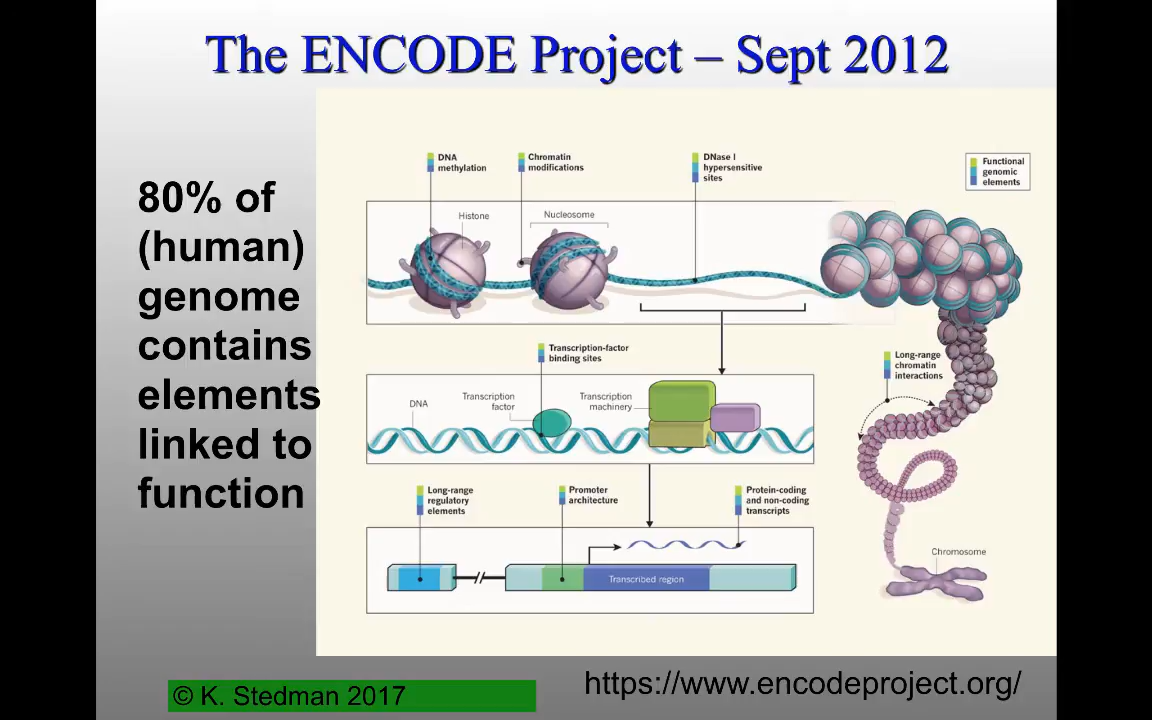 The ENCODE Project – Sept 2012
80% of
(human)
genome
contains
elements
linked to
function
DNA
methylation
Chromatin
modifications
DNase I
hypersensitive
sites
Functional
genomic
elements
Histone
Nucleosome
Transcription-factor
binding sites
Long-range
chromatin
interactions
DNA
Transcription
factor
Transcription
machinery
Long-range
regulatory
elements
Promoter
architecture
Protein-coding
and non-coding
transcripts
Chromosome
Transcribed region
© K. Stedman 2017
https://www.encodeproject.org/